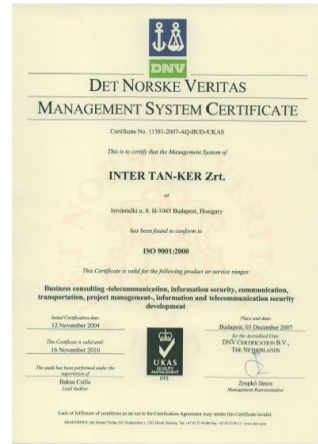 DNV
DET NORSKE VERITAS
MANAGEMENT SYSTEM CERTIFICATE
Certificate No. 11381-2007-AQ-BUD-UKAS
This is to certify that the Management System of
INTER TAN-KER Zrt.
at
H-1045 Budapest, Hungary
has been found to conform to
ISO 9001:2000
This Certificate is valid for the following product or service ranges:
Business consulting -telecommunication, information security, communication,
transportation, project management-, information and telecommunication security
development
Initial Certification date:
12 November 2004
This Certificate is valid until:
16 November 2010
The audit has been performed under the
supervision of
Baksa Csilla
Lead Auditor
UKAS
QUALITY
MANAGEMENT
013
Place and date:
Budapest, 03 December 2007
for the Accredited Unit:
DNV CERTIFICATION B.V.,
THE NETHERLANDS
Zrupkó János
Management Representative
Lack of fulfilment of conditions as set out in the Certification Agreement may render this Certificate invalid.